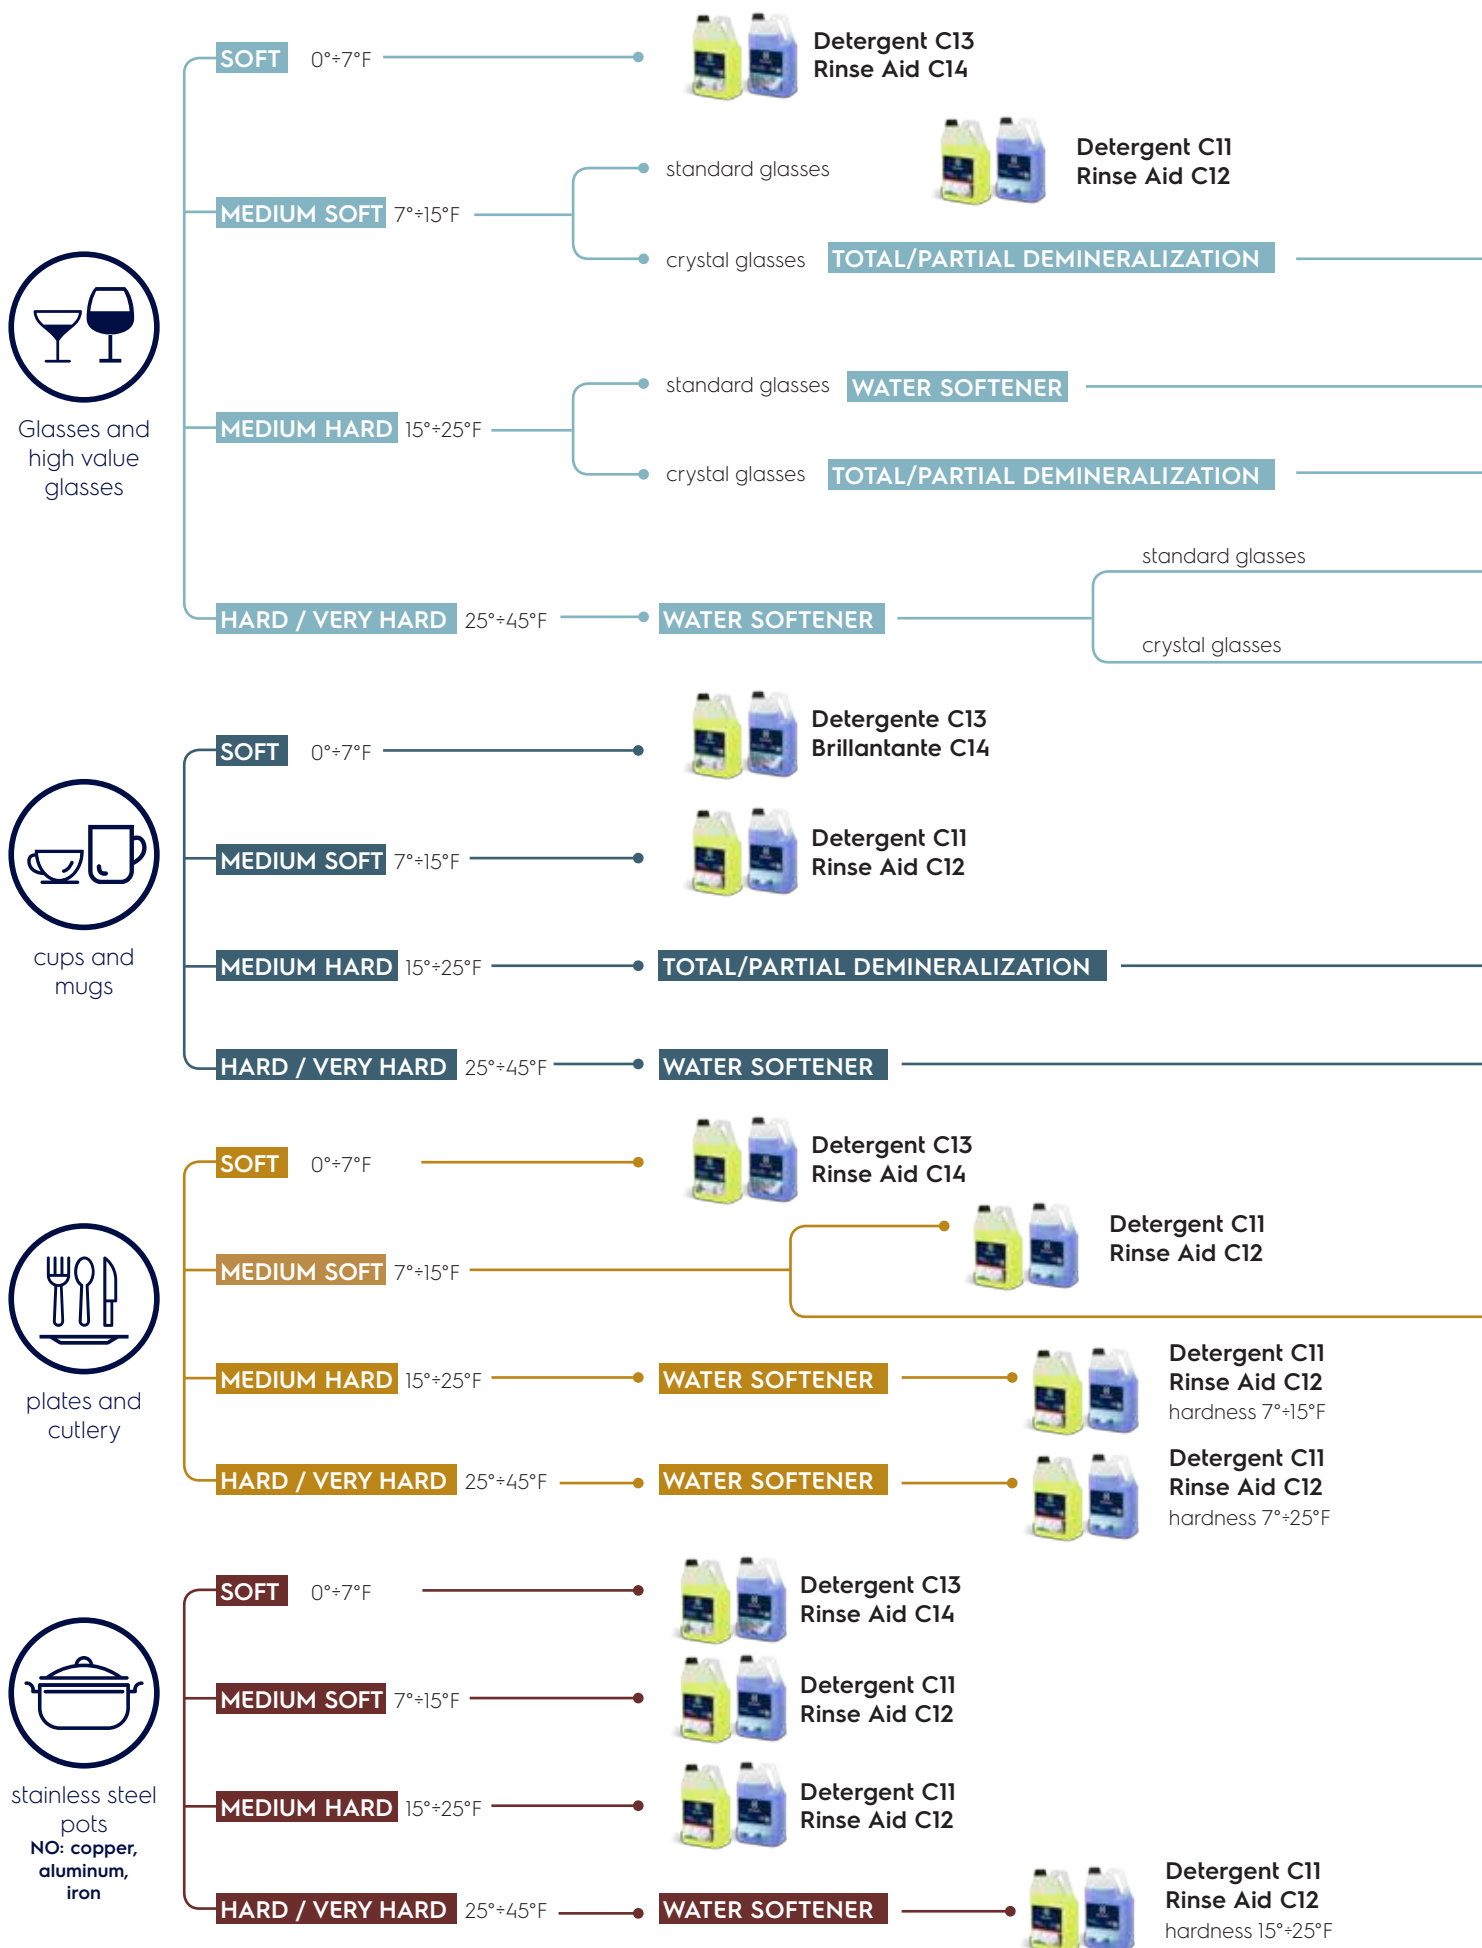 SOFT 0°÷7°F
Detergent C13
Rinse Aid C14
MEDIUM SOFT 7°÷15°F
standard glasses
Detergent C11
Rinse Aid C12
crystal glasses TOTAL/PARTIAL DEMINERALIZATION
Glasses and
high value
glasses
MEDIUM HARD 15°÷25°F
standard glasses WATER SOFTENER
crystal glasses TOTAL/PARTIAL DEMINERALIZATION
HARD / VERY HARD 25°÷45°F WATER SOFTENER
standard glasses
crystal glasses
cups and
mugs
SOFT 0°÷7°F
Detergente C13
Brillantante C14
MEDIUM SOFT 7°÷15°F
Detergent C11
Rinse Aid C12
MEDIUM HARD 15°÷25°F TOTAL/PARTIAL DEMINERALIZATION
HARD / VERY HARD 25°÷45°F WATER SOFTENER
plates and
cutlery
SOFT 0°÷7°F
Detergent C13
Rinse Aid C14
MEDIUM SOFT 7°÷15°F
Detergent C11
Rinse Aid C12
MEDIUM HARD 15°÷25°F WATER SOFTENER
Detergent C11
Rinse Aid C12
hardness 7°÷15°F
HARD / VERY HARD 25°÷45°F WATER SOFTENER
Detergent C11
Rinse Aid C12
hardness 7°÷25°F
stainless steel
pots
NO: copper,
aluminum,
iron
SOFT 0°÷7°F
Detergent C13
Rinse Aid C14
MEDIUM SOFT 7°÷15°F
Detergent C11
Rinse Aid C12
MEDIUM HARD 15°÷25°F
Detergent C11
Rinse Aid C12
HARD / VERY HARD 25°÷45°F WATER SOFTENER
Detergent C11
Rinse Aid C12
hardness 15°÷25°F